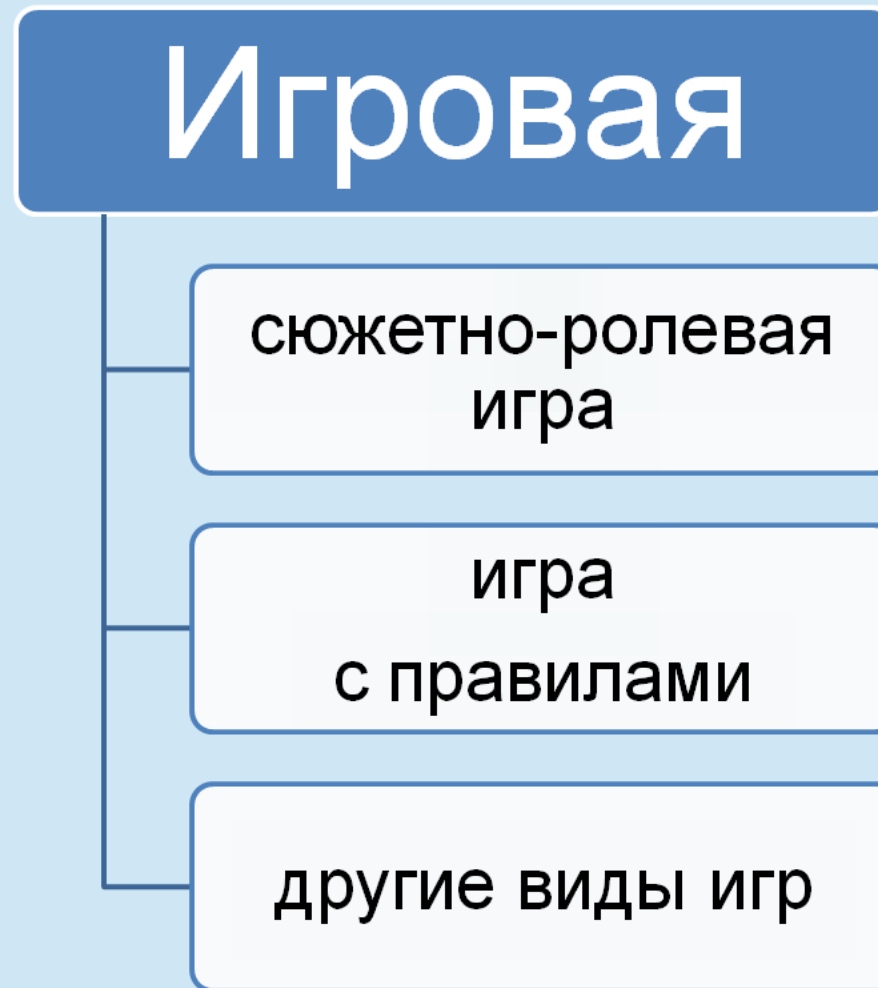 Игровая
сюжетно-ролевая
игра
игра
с правилами
другие виды игр